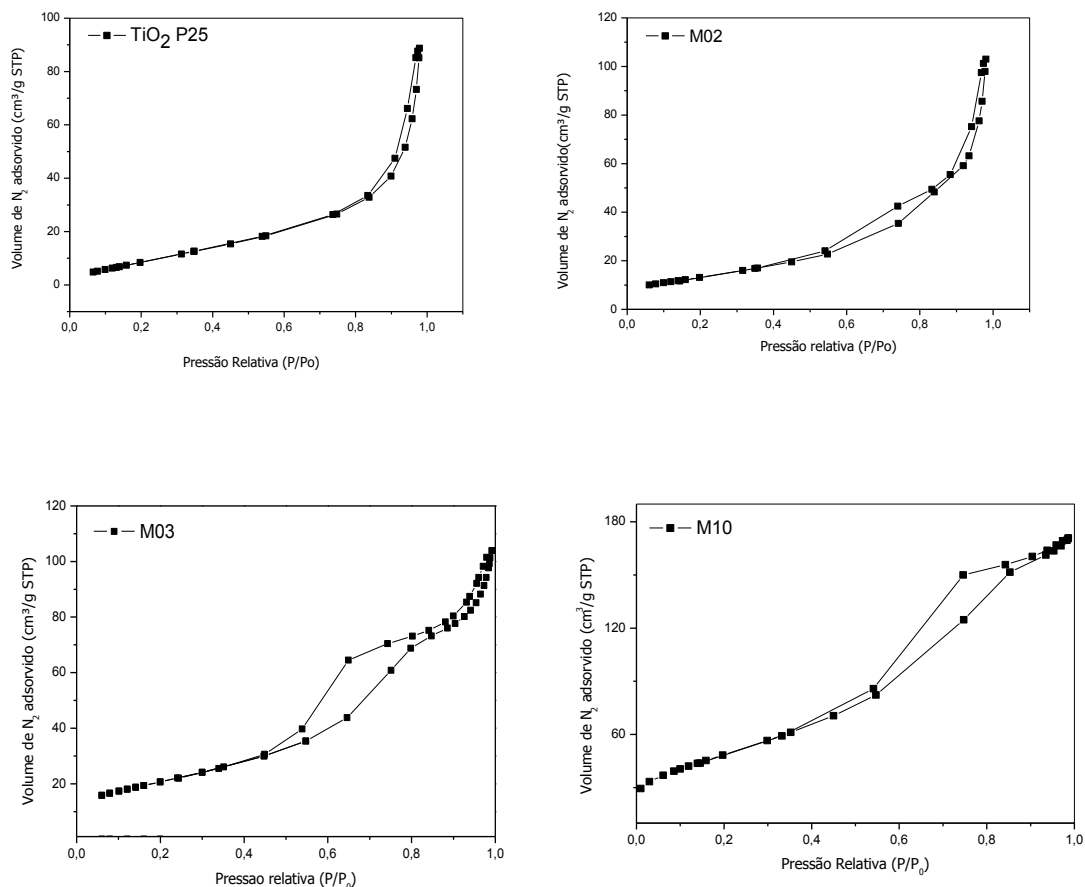 TiO2 P25
Volume de N2 adsorvido (cm³/g STP)
100
80
60
40
20
0
0,0 0,2 0,4 0,6 0,8 1,0
Pressão Relativa (P/Po)
M02
Volume de N2 adsorvido(cm³/g STP)
120
100
80
60
40
20
0,0 0,2 0,4 0,6 0,8 1,0
Pressão relativa (P/Po)
M03
Volume de N2 adsorvido (cm³/g STP)
120
100
80
60
40
20
0,0 0,2 0,4 0,6 0,8 1,0
Pressao relativa (P/P0)
M10
Volume de N2 adsorvido (cm3/g STP)
180
120
60
0,0 0,2 0,4 0,6 0,8 1,0
Pressão Relativa (P/P0)